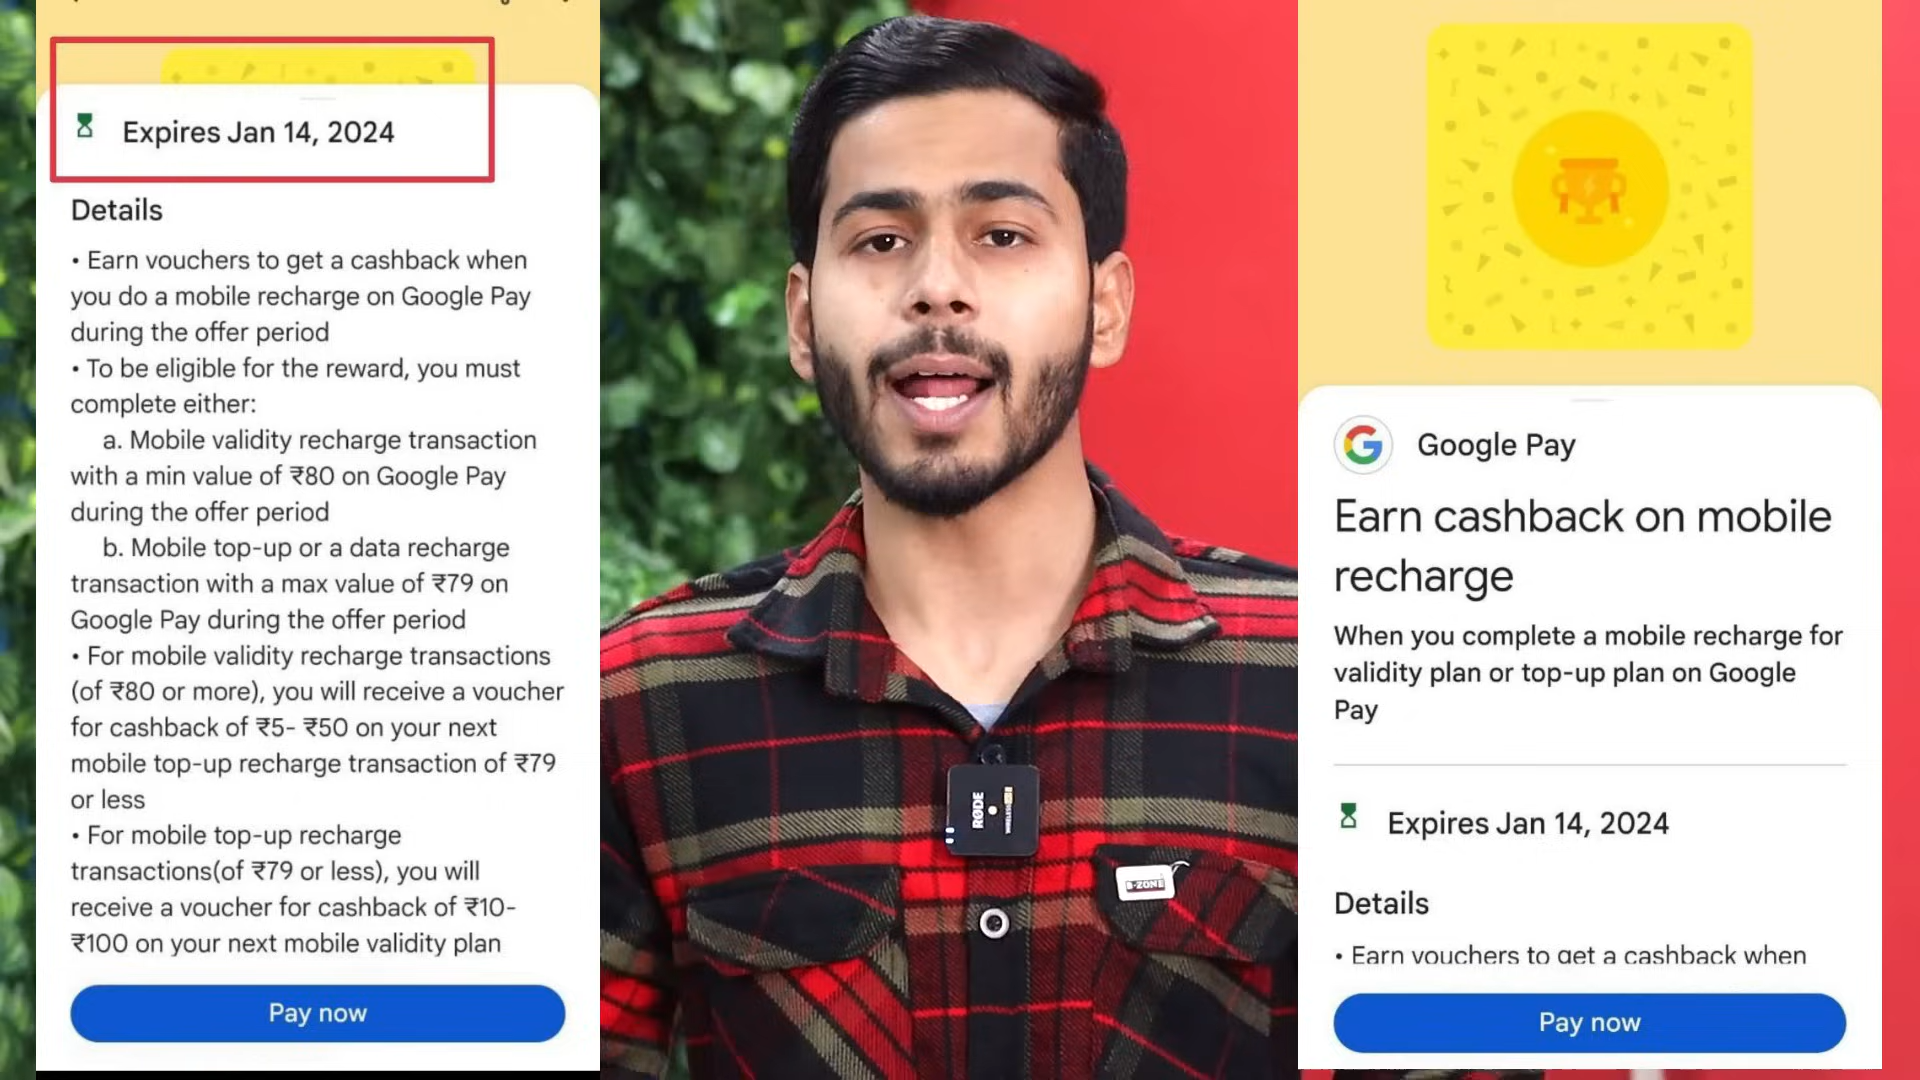 Expires Jan 14, 2024
Details
• Earn vouchers to get a cashback when
you do a mobile recharge on Google Pay
during the offer period
• To be eligible for the reward, you must
complete either:
a. Mobile validity recharge transaction
with a min value of ₹80 on Google Pay
during the offer period
b. Mobile top-up or a data recharge
transaction with a max value of ₹79 on
Google Pay during the offer period
• For mobile validity recharge transactions
(of ₹80 or more), you will receive a voucher
for cashback of ₹5- ₹50 on your next
mobile top-up recharge transaction of ₹79
or less
• For mobile top-up recharge
transactions(of ₹79 or less), you will
receive a voucher for cashback of ₹10-
₹100 on your next mobile validity plan
Pay now
RØDE
WIRELESS GO
B-ZONE
Google Pay
Earn cashback on mobile
recharge
When you complete a mobile recharge for
validity plan or top-up plan on Google
Pay
Expires Jan 14, 2024
Details
• Earn vouchers to get a cashback when
Pay now